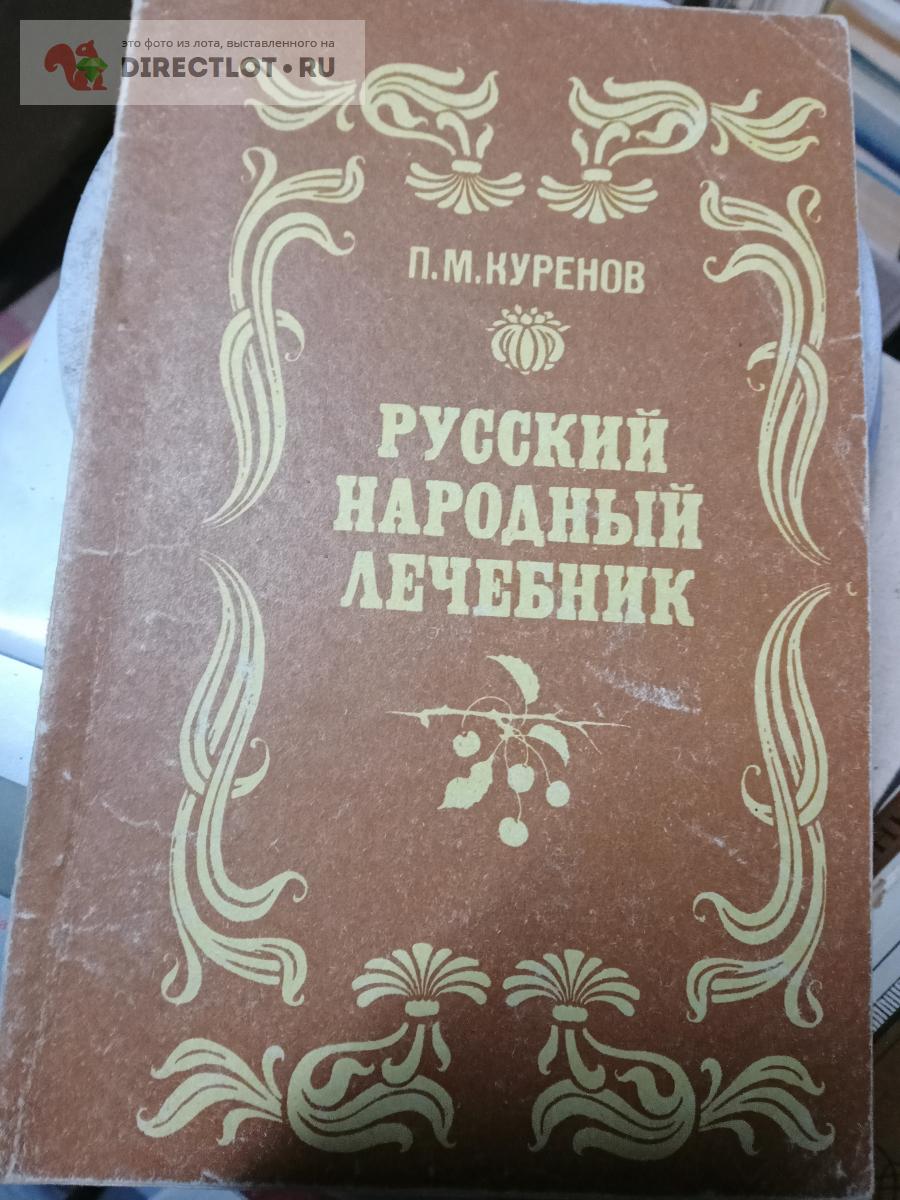 это фото из лота, выставленного на
DIRECTLOT•RU
П.М.КУРЕНОВ
РУССКИЙ
НАРОДНЫЙ
ЛЕЧЕБНИК